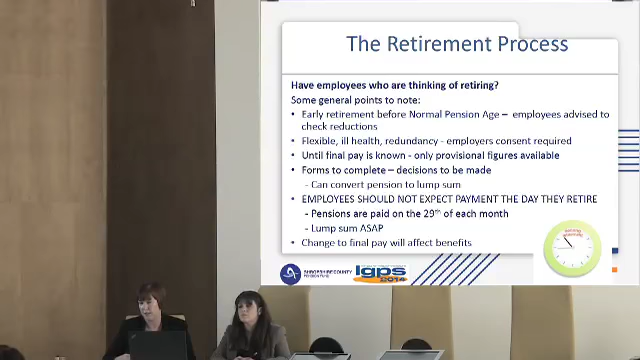 The Retirement Process
Have employees who are thinking of retiring?
Some general points to note:
• Early retirement before Normal Pension Age – employees advised to
check reductions
• Flexible, ill health, redundancy - employers consent required
• Until final pay is known - only provisional figures available
• Forms to complete – decisions to be made
– Can convert pension to lump sum
• EMPLOYEES SHOULD NOT EXPECT PAYMENT THE DAY THEY RETIRE
– Pensions are paid on the 29th of each month
– Lump sum ASAP
• Change to final pay will affect benefits
SHROPSHIRE COUNTY
PENSION FUND
lgps
2014